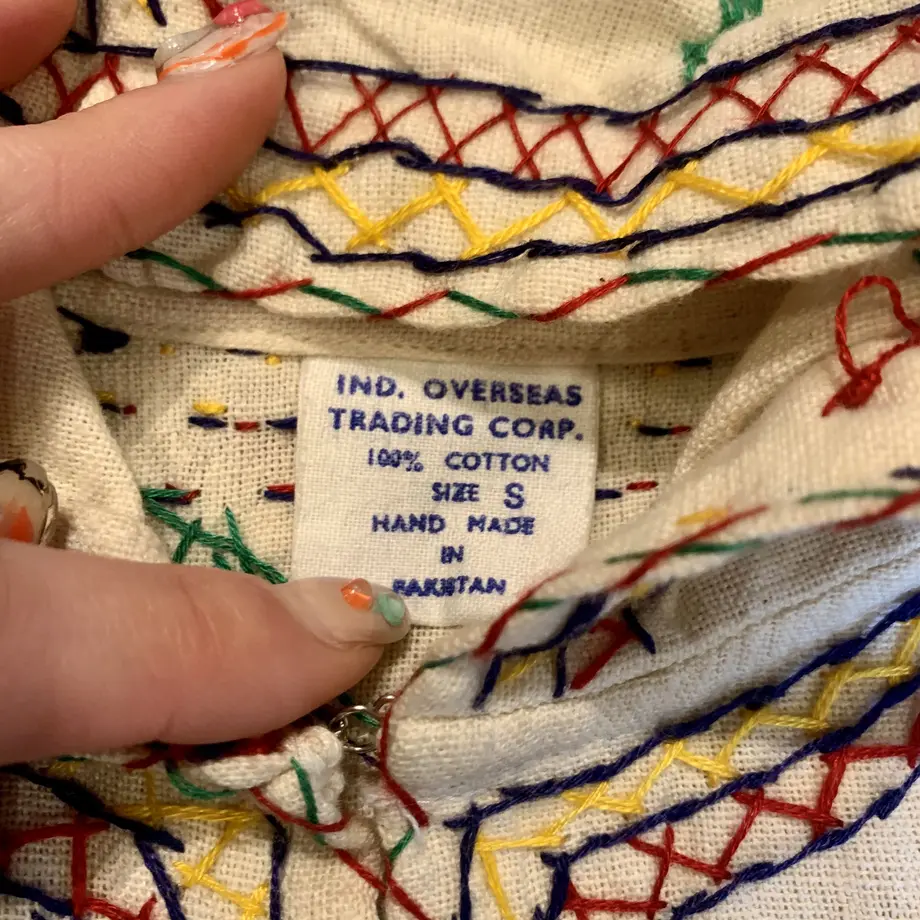 IND. OVERSEAS
TRADING CORP.
100% COTTON
SIZE S
HAND MADE
IN
PAKISTAN